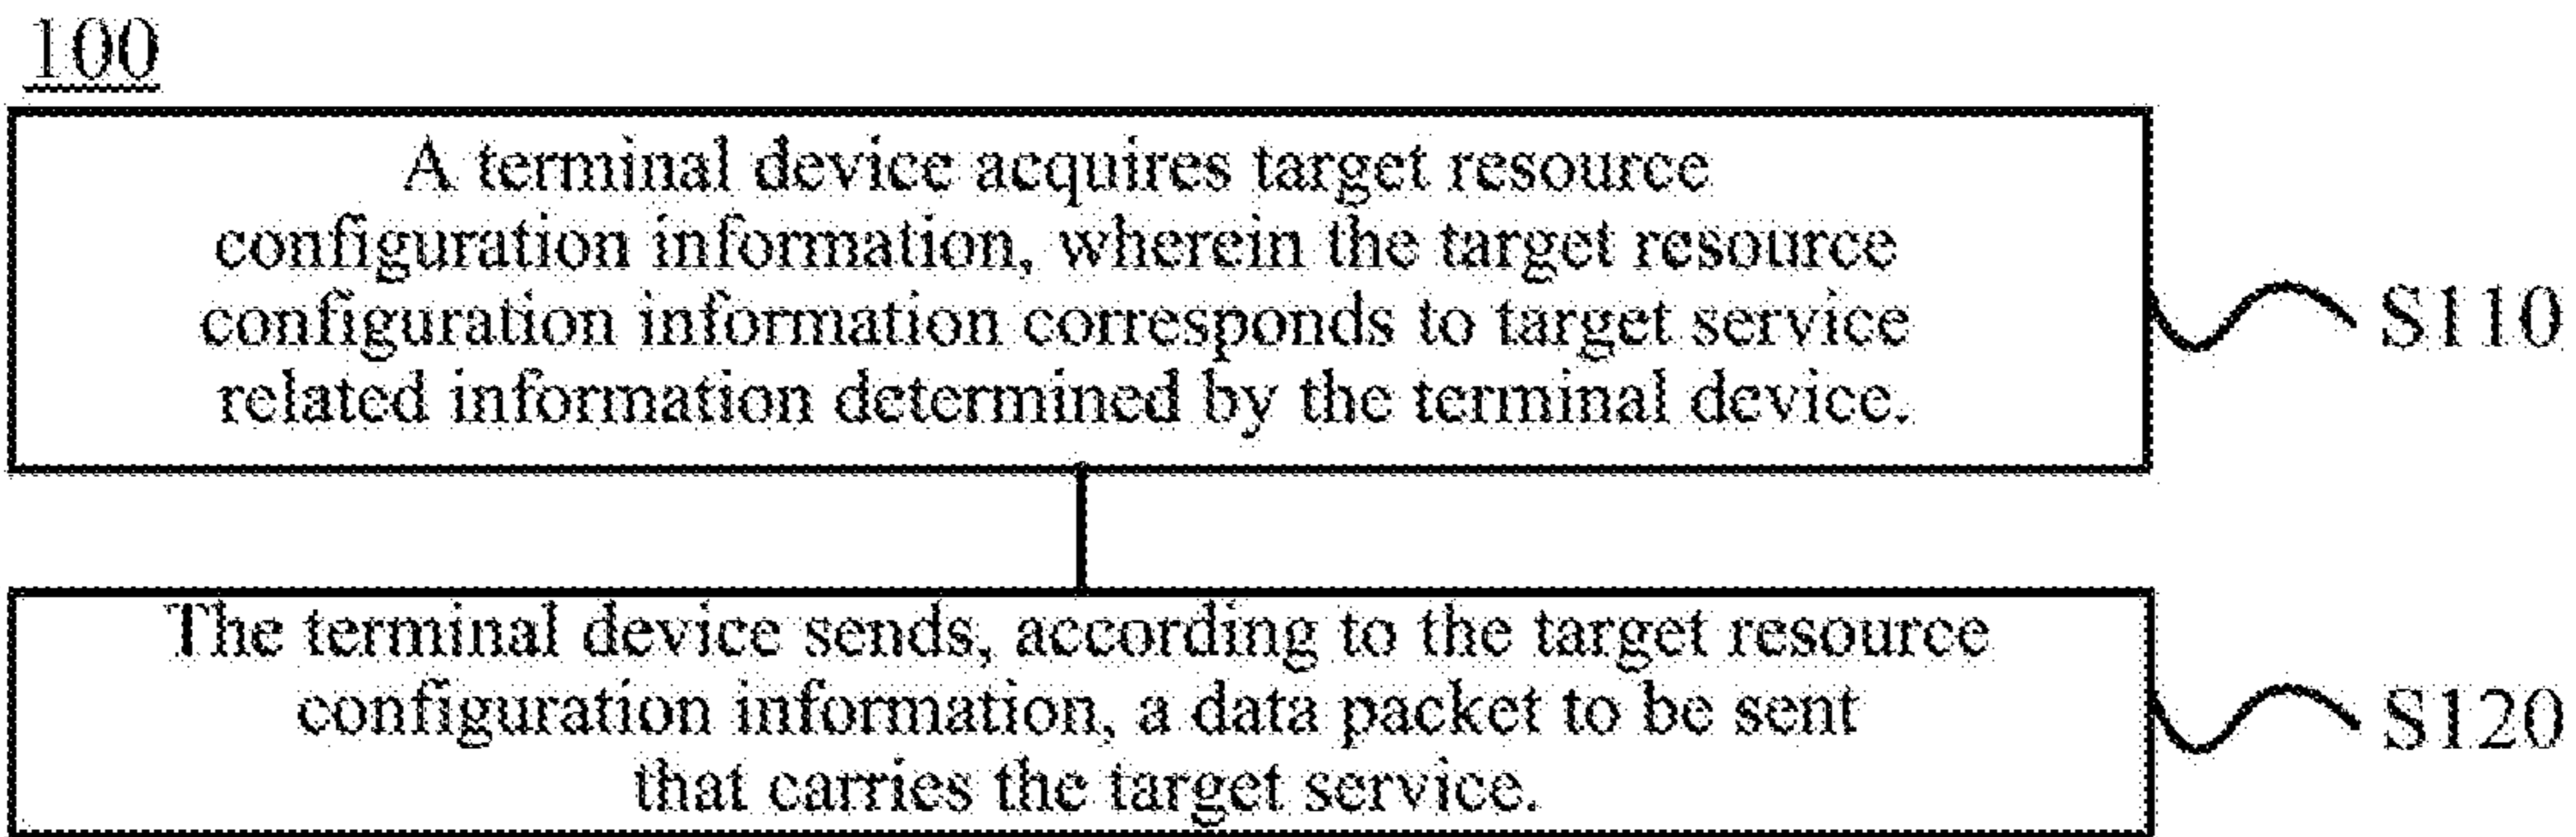 100
A terminal device acquires target resource
configuration information, wherein the target resource
configuration information corresponds to target service
related information determined by the terminal device.
S110
The terminal device sends, according to the target resource
configuration information, a data packet to be sent
that carries the target service.
S120